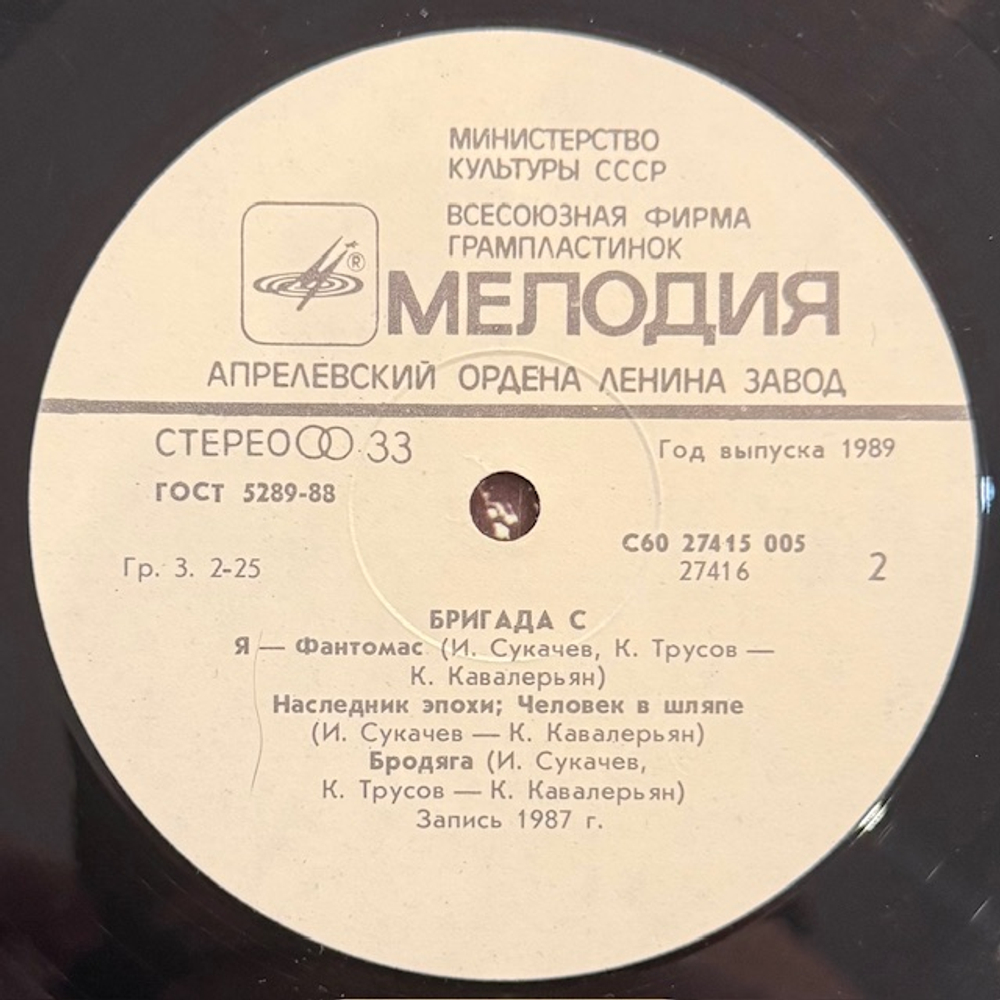 МИНИСТЕРСТВО
КУЛЬТУРЫ СССР
ВСЕСОЮЗНАЯ ФИРМА
ГРАМПЛАСТИНОК
®
МЕЛОДИЯ
АПРЕЛЕВСКИЙ ОРДЕНА ЛЕНИНА ЗАВОД
СТЕРЕО 33
Год выпуска 1989
ГОСТ 5289-88
С60 27415 005
Гр. 3. 2-25
27416
2
БРИГАДА С
Я — Фантомас (И. Сукачев, К. Трусов —
К. Кавалерьян)
Наследник эпохи; Человек в шляпе
(И. Сукачев — К. Кавалерьян)
Бродяга (И. Сукачев,
К. Трусов — К. Кавалерьян)
Запись 1987 г.